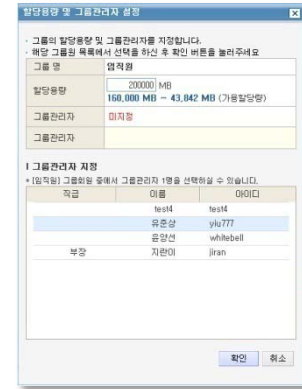 할당용량 및 그룹관리자 설정
- 그룹의 할당용량 및 그룹관리자를 지정합니다.
- 해당 그룹원 목록에서 선택을 하신 후 확인 버튼을 눌러주세요
그룹 명 임직원
할당용량 200000 MB
160,000 MB ~ 43,842 MB (가용할당량)
그룹관리자 미지정
그룹관리자
그룹관리자 지정
* [임직원] 그룹회원 중에서 그룹관리자 1명을 선택하실 수 있습니다.
직급 이름 아이디
test4 test4
유준상 yiu777
윤양선 whitebell
부장 지란이 jiran
확인 취소